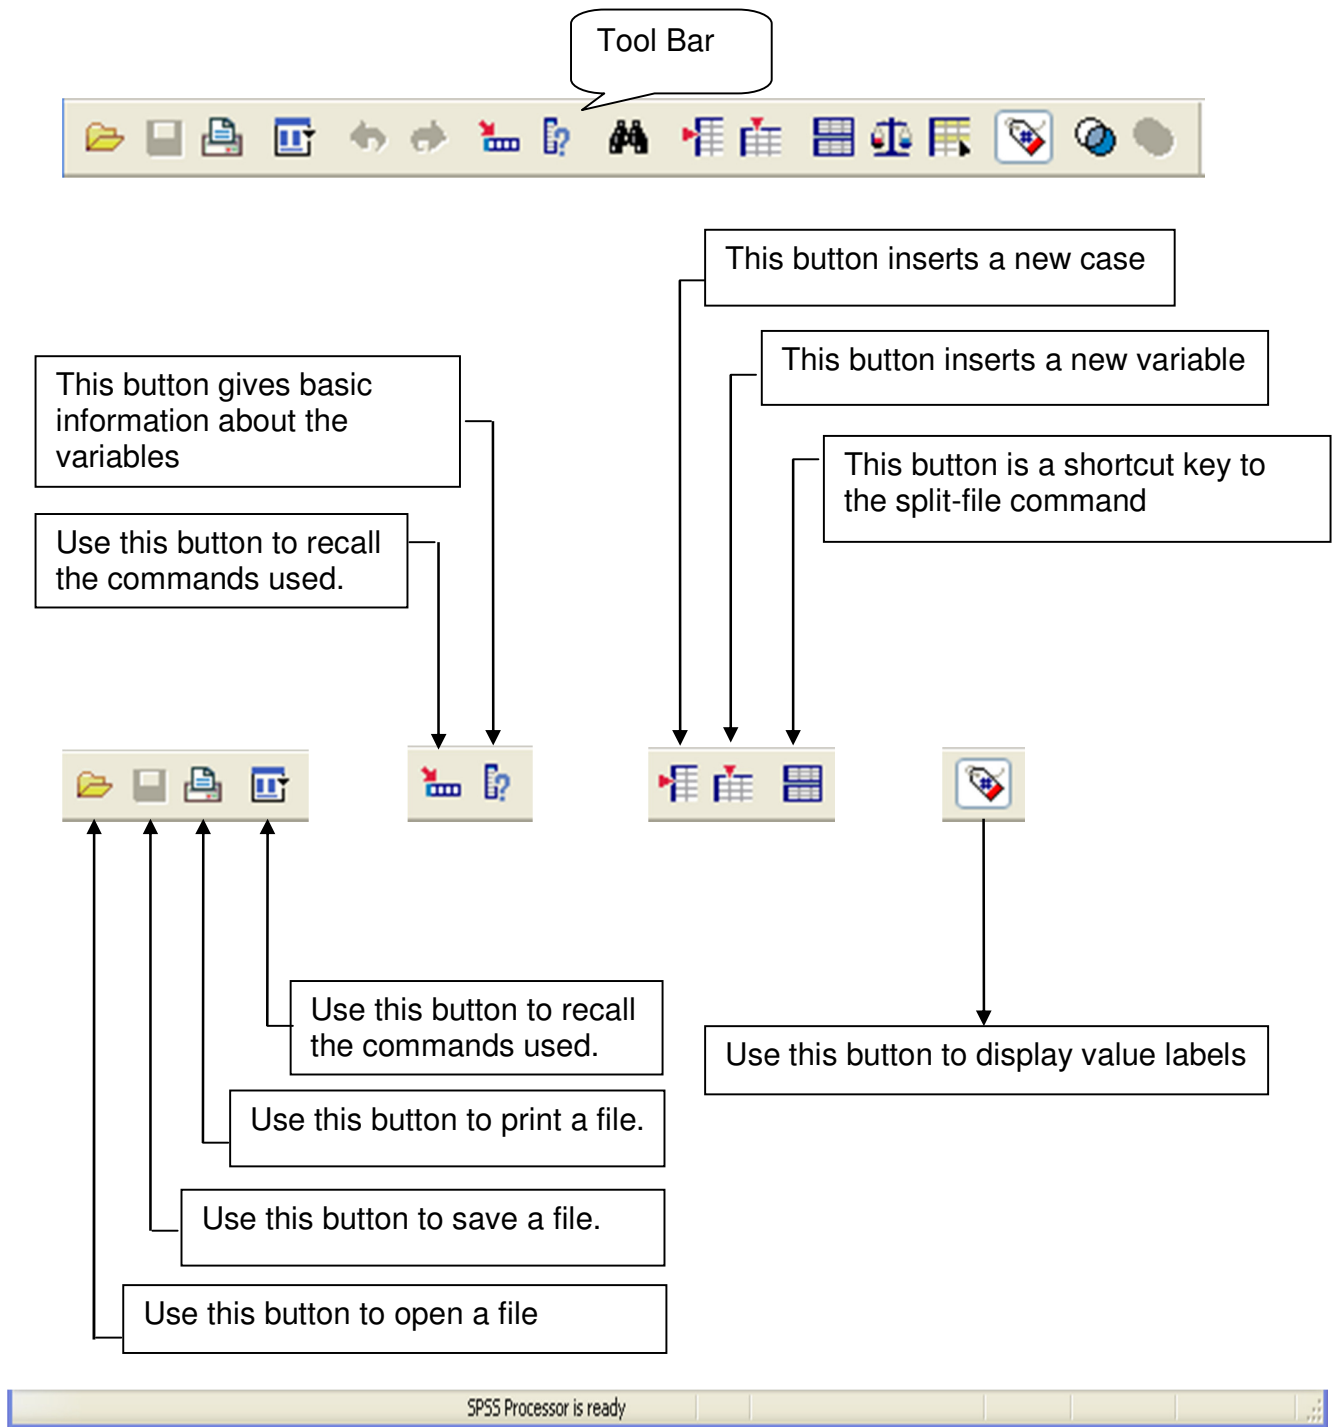 Tool Bar
This button inserts a new case
This button inserts a new variable
This button gives basic
information about the
variables
This button is a shortcut key to
the split-file command
Use this button to recall
the commands used.
Use this button to recall
the commands used.
Use this button to display value labels
Use this button to print a file.
Use this button to save a file.
Use this button to open a file
SPSS Processor is ready